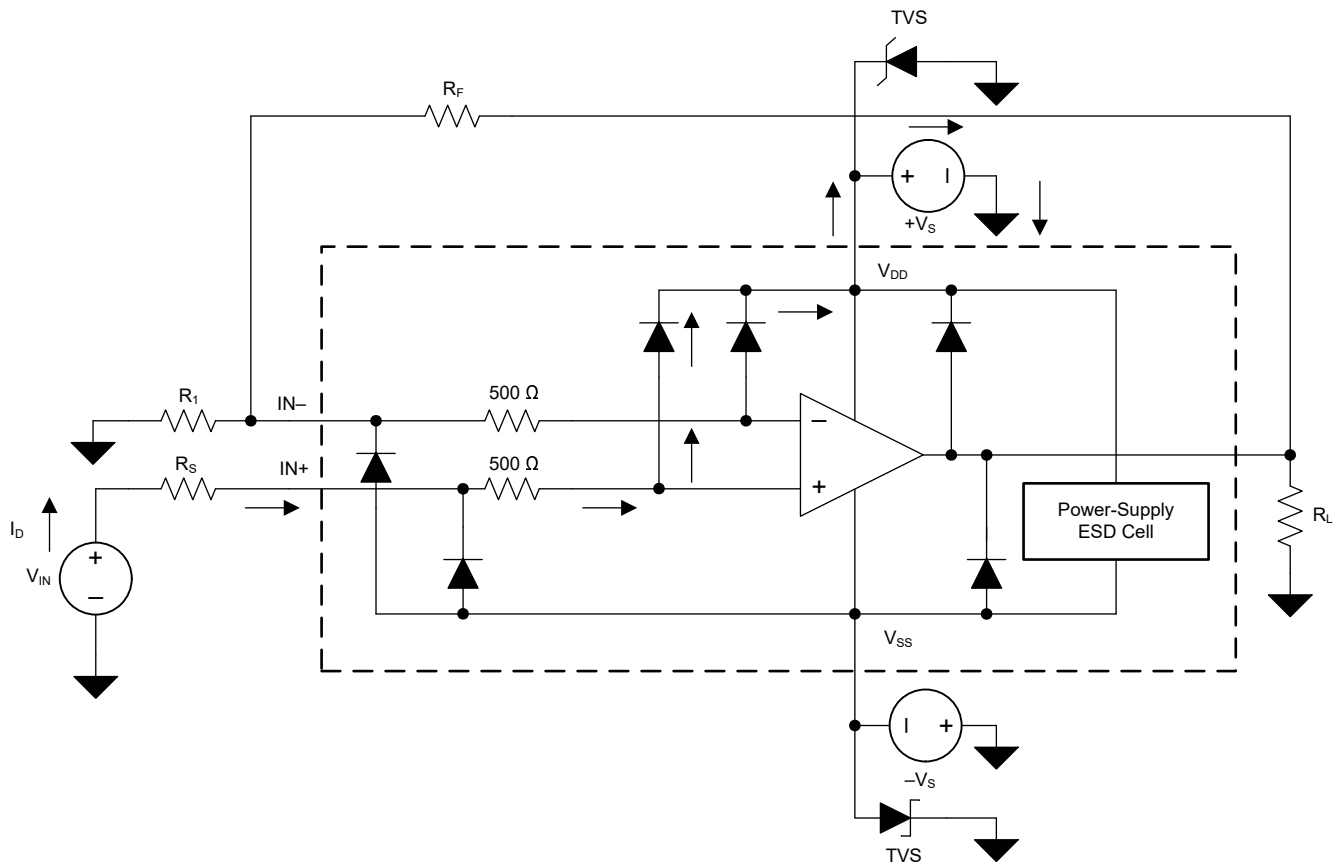 TVS
R_F
+ –
+V_S
V_DD
R_1
IN–
500 Ω
–
R_S
IN+
500 Ω
+
Power-Supply
ESD Cell
R_L
I_D
+
V_IN
–
V_SS
– +
–V_S
TVS